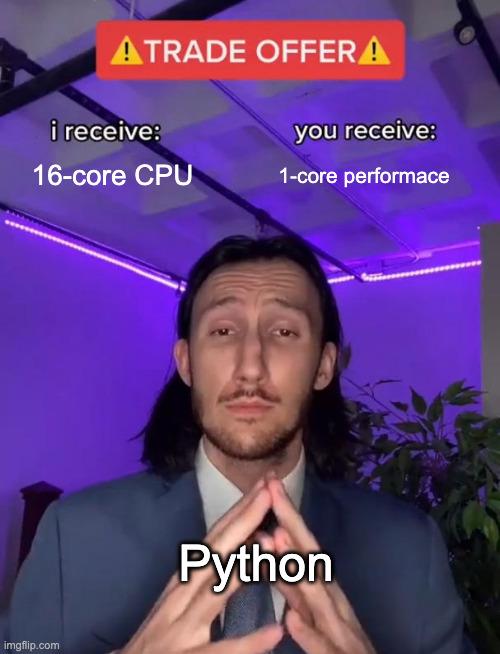 ⚠️TRADE OFFER⚠️
i receive:
you receive:
16-core CPU
1-core performace
Python
imgflip.com